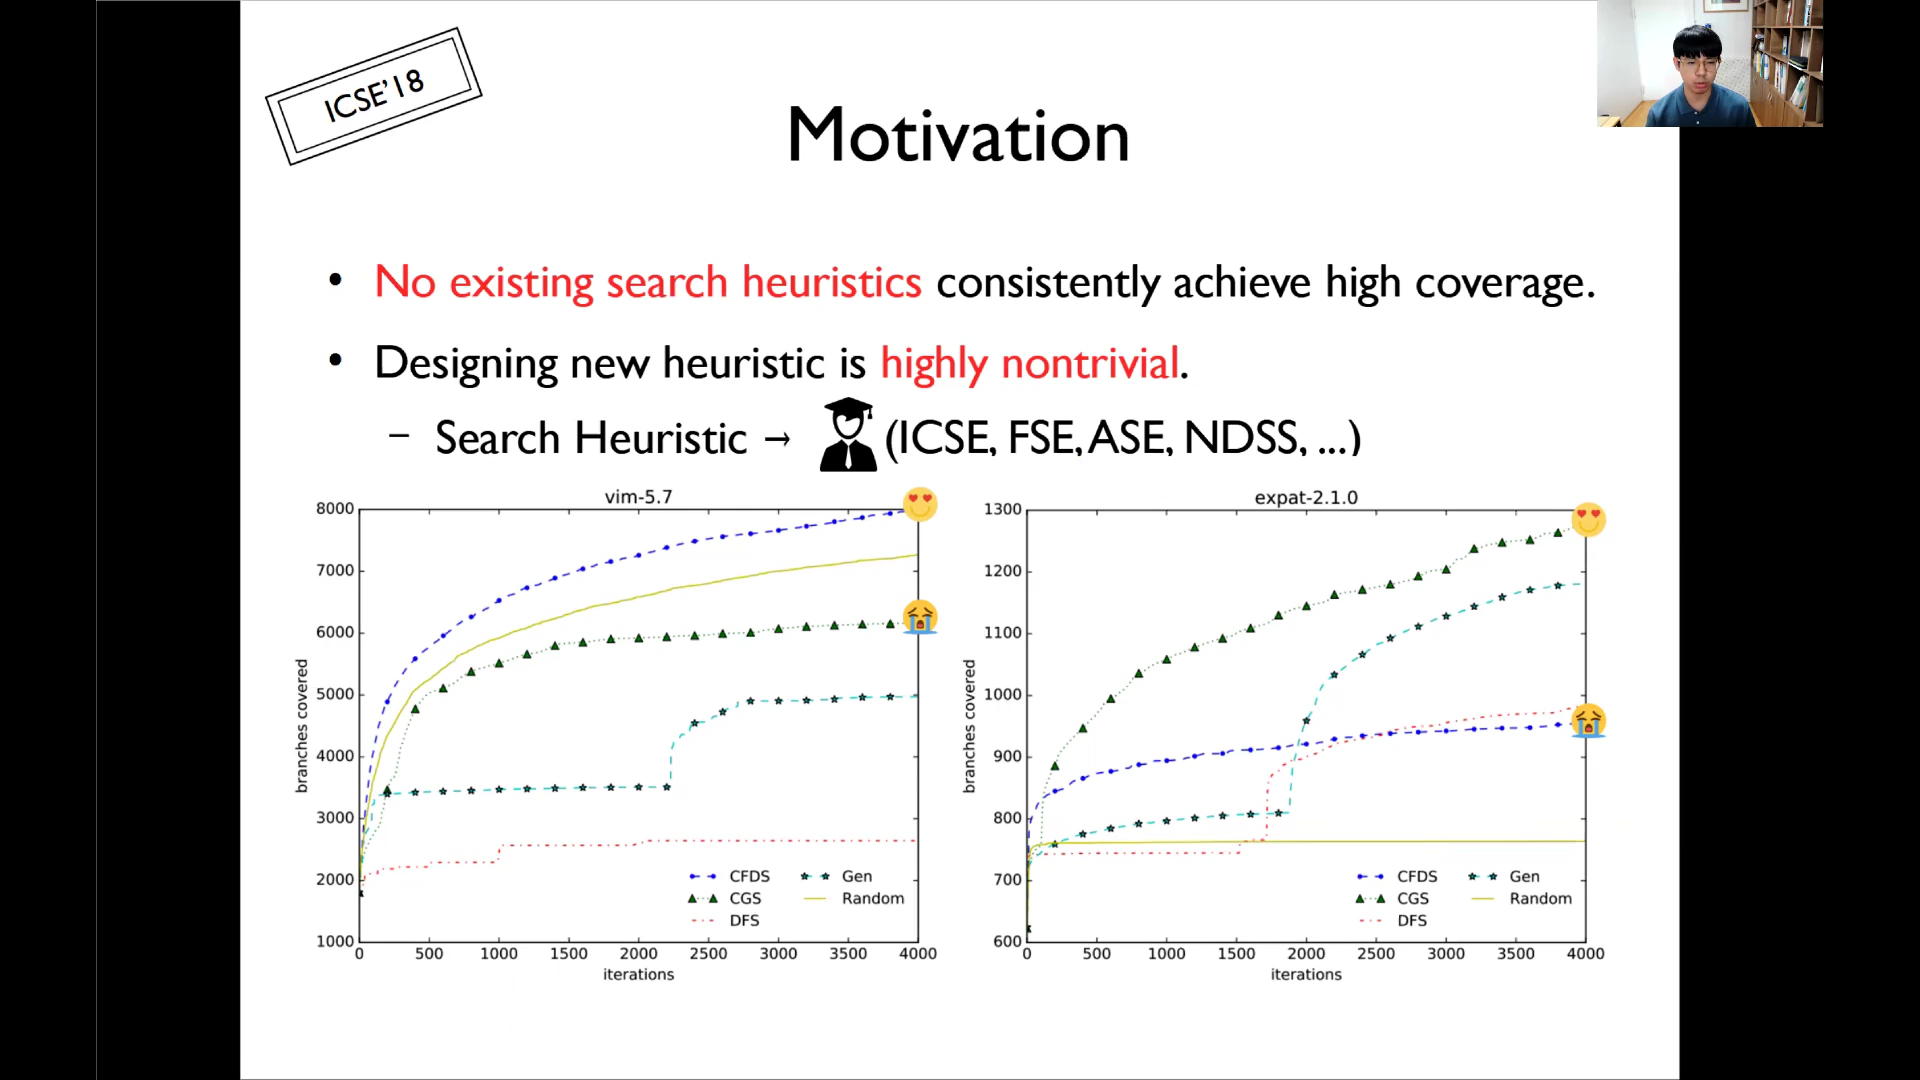 ICSE’18
Motivation
• No existing search heuristics consistently achieve high coverage.
• Designing new heuristic is highly nontrivial.
– Search Heuristic → (ICSE, FSE, ASE, NDSS, ...)
vim-5.7
8000
7000
6000
5000
4000
3000
2000
1000
branches covered
CFDS
CGS
DFS
Gen
Random
0 500 1000 1500 2000 2500 3000 3500 4000
iterations
expat-2.1.0
1300
1200
1100
1000
900
800
700
600
branches covered
CFDS
CGS
DFS
Gen
Random
0 500 1000 1500 2000 2500 3000 3500 4000
iterations